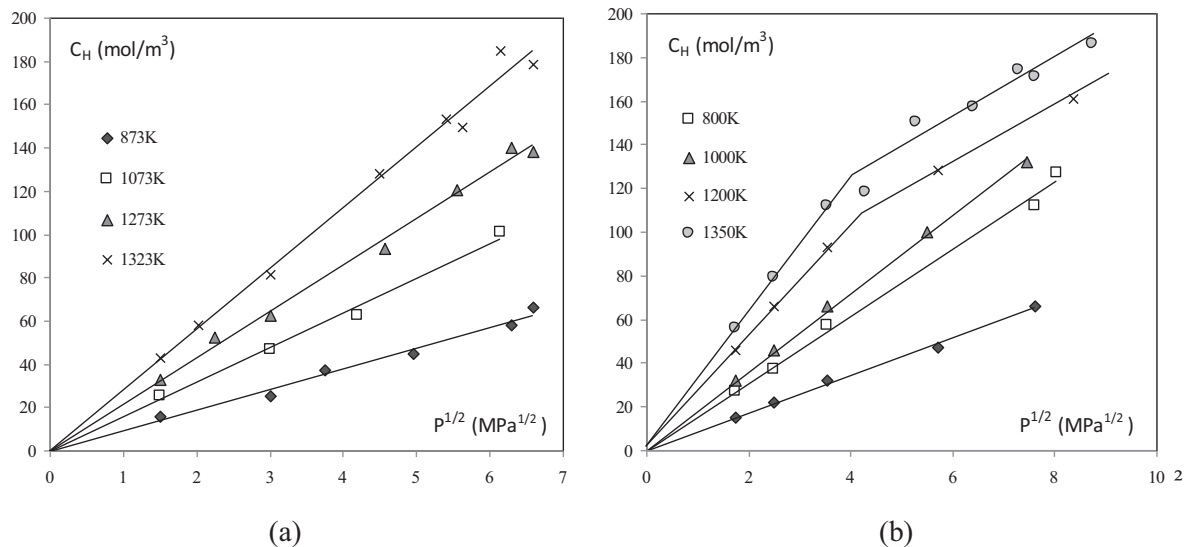 200
180
160
140
120
100
80
60
40
20
0
C_H (mol/m³)
873K
1073K
1273K
1323K
P^{1/2} (MPa^{1/2})
0 1 2 3 4 5 6 7
(a)
200
180
160
140
120
100
80
60
40
20
0
C_H (mol/m³)
800K
1000K
1200K
1350K
P^{1/2} (MPa^{1/2})
0 2 4 6 8 10 2
(b)